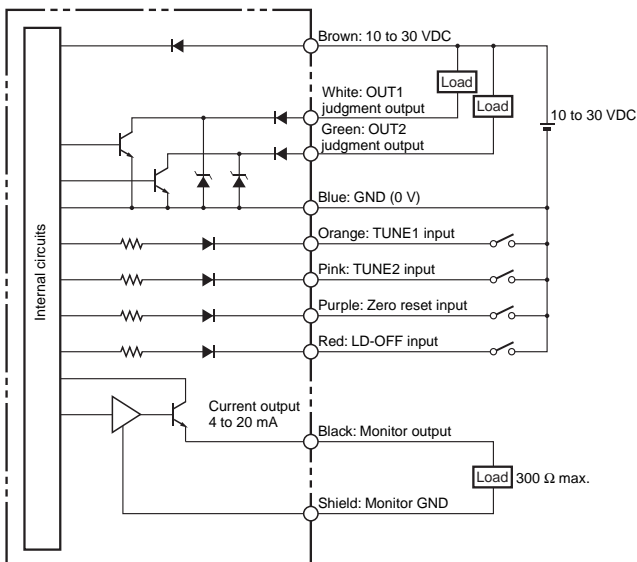 Brown: 10 to 30 VDC
Load
White: OUT1
judgment output
Load
10 to 30 VDC
Green: OUT2
judgment output
Blue: GND (0 V)
Internal circuits
Orange: TUNE1 input
Pink: TUNE2 input
Purple: Zero reset input
Red: LD-OFF input
Current output
4 to 20 mA
Black: Monitor output
Load 300 Ω max.
Shield: Monitor GND